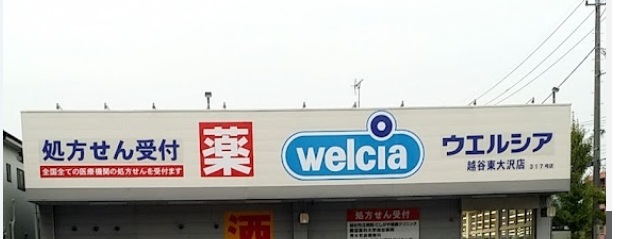 処方せん受付
全国全ての医療機関の処方せんを受付ます
薬
welcia
ウエルシア
越谷東大沢店
酒
処方せん受付